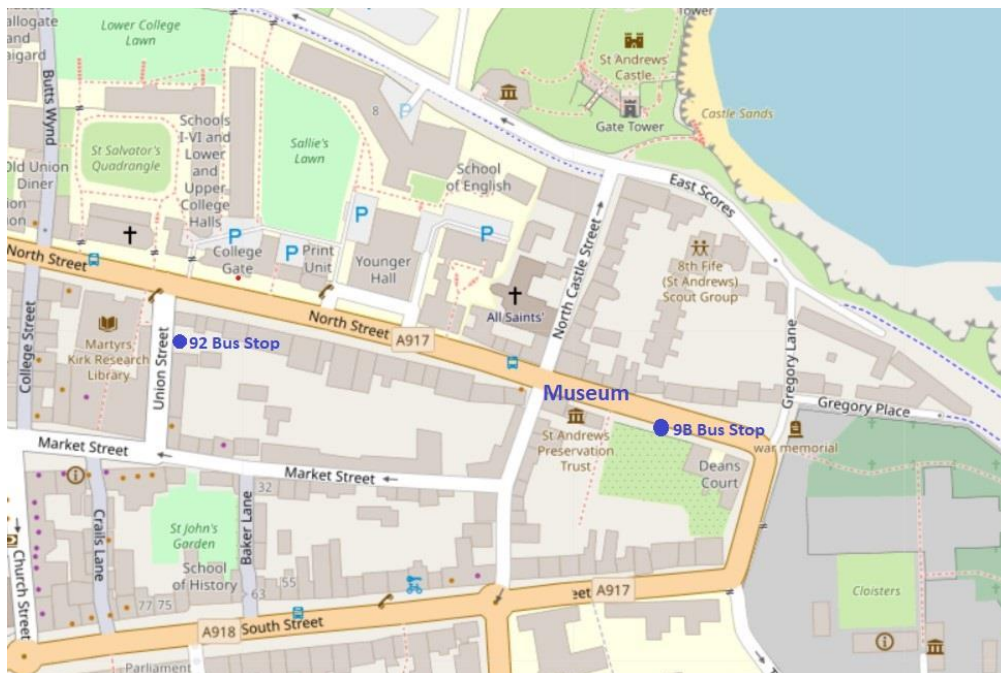 allogate
and
aigard
Lower College
Lawn
Butts Wynd
Tower
St Andrews
Castle
Gate Tower
Castle Sands
8
P
Schools
I-VI and
Lower
and
Upper
College
Halls
Sallie's
Lawn
St Salvator's
Quadrangle
Old Union
Diner
School
of English
East Scores
P
P
P
P
College
Gate
Print
Unit
Younger
Hall
North Street
North Castle Street
8th Fife
(St Andrews)
Scout Group
All Saints'
North Street
A917
92 Bus Stop
Martyrs
Kirk Research
Library
College Street
Union Street
Gregory Lane
Museum
Gregory Place
St Andrews
Preservation
Trust
9B Bus Stop
war memorial
Deans
Court
Market Street
Market Street
32
Crails Lane
St John's
Garden
School
of History
Baker Lane
55
63
77 75
Church Street
eet
A917
A918
South Street
Cloisters
Parliament